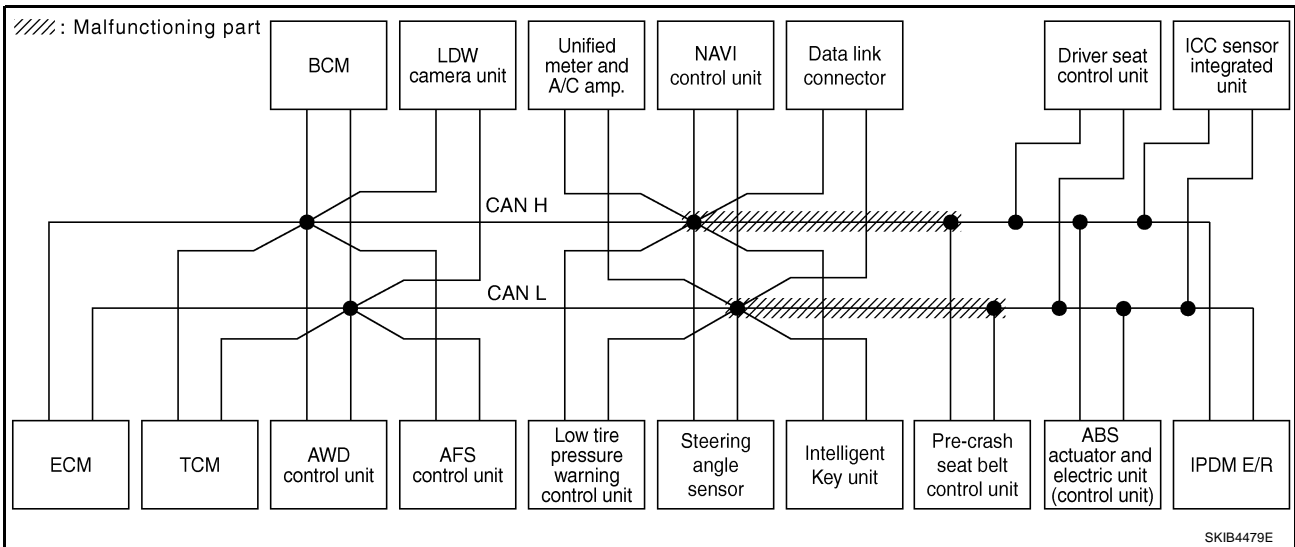 : Malfunctioning part
BCM
LDW
camera unit
Unified
meter and
A/C amp.
NAVI
control unit
Data link
connector
Driver seat
control unit
ICC sensor
integrated
unit
CAN H
CAN L
ECM
TCM
AWD
control unit
AFS
control unit
Low tire
pressure
warning
control unit
Steering
angle
sensor
Intelligent
Key unit
Pre-crash
seat belt
control unit
ABS
actuator and
electric unit
(control unit)
IPDM E/R
SKIB4479E